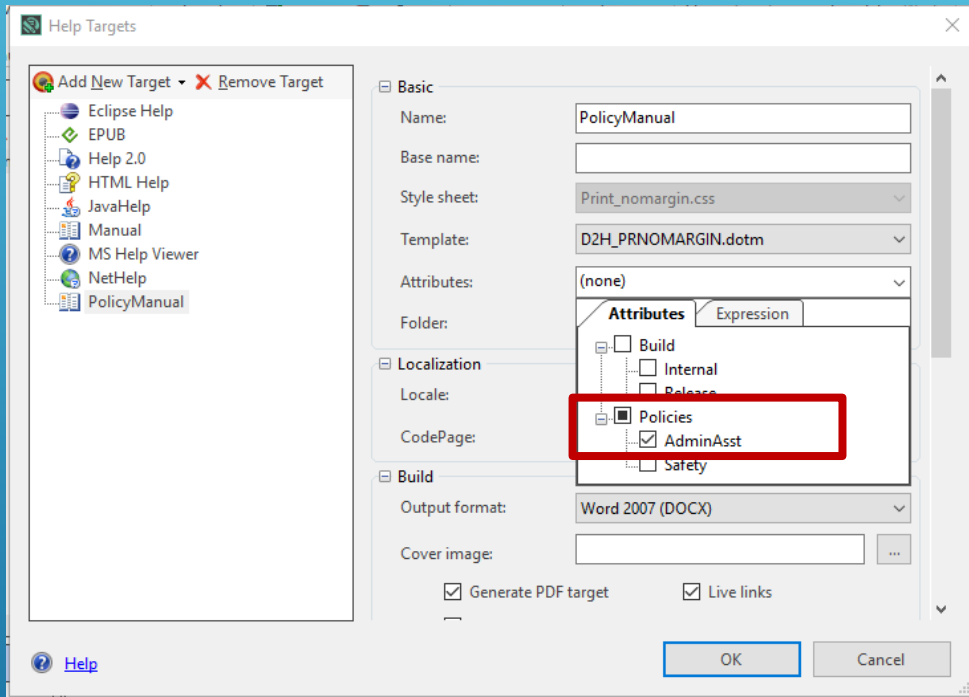 Help Targets
Add New Target
Remove Target
Eclipse Help
EPUB
Help 2.0
HTML Help
JavaHelp
Manual
MS Help Viewer
NetHelp
PolicyManual
Basic
Name: PolicyManual
Base name:
Style sheet: Print_nomargin.css
Template: D2H_PRNOMARGIN.dotm
Attributes: (none)
Attributes Expression
Folder:
Build
Internal
Release
Policies
AdminAsst
Safety
Localization
Locale:
CodePage:
Build
Output format: Word 2007 (DOCX)
Cover image: ...
Generate PDF target Live links
Help
OK Cancel